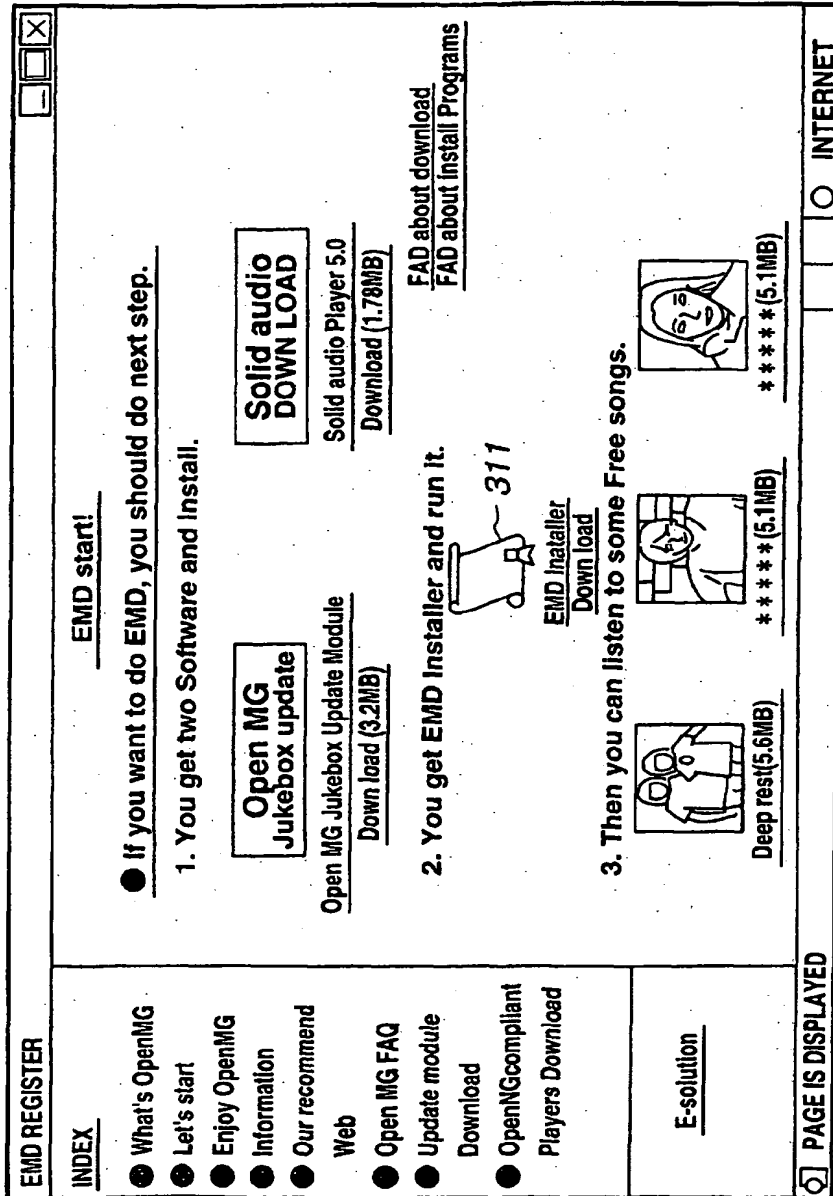 EMD REGISTER
INDEX
What's OpenMG
Let's start
Enjoy OpenMG
Information
Our recommend
Web
Open MG FAQ
Update module
Download
OpenNGcompliant
Players Download
E-solution
EMD start!
If you want to do EMD, you should do next step.
1. You get two Software and Install.
Open MG
Jukebox update
Open MG Jukebox Update Module
Down load (3.2MB)
Solid audio
DOWN LOAD
Solid audio Player 5.0
Download (1.78MB)
2. You get EMD Installer and run it.
311
EMD Inataller
Down load
FAD about download
FAD about install Programs
3. Then you can listen to some Free songs.
Deep rest(5.6MB)
*****(5.1MB)
*****(5.1MB)
PAGE IS DISPLAYED
INTERNET